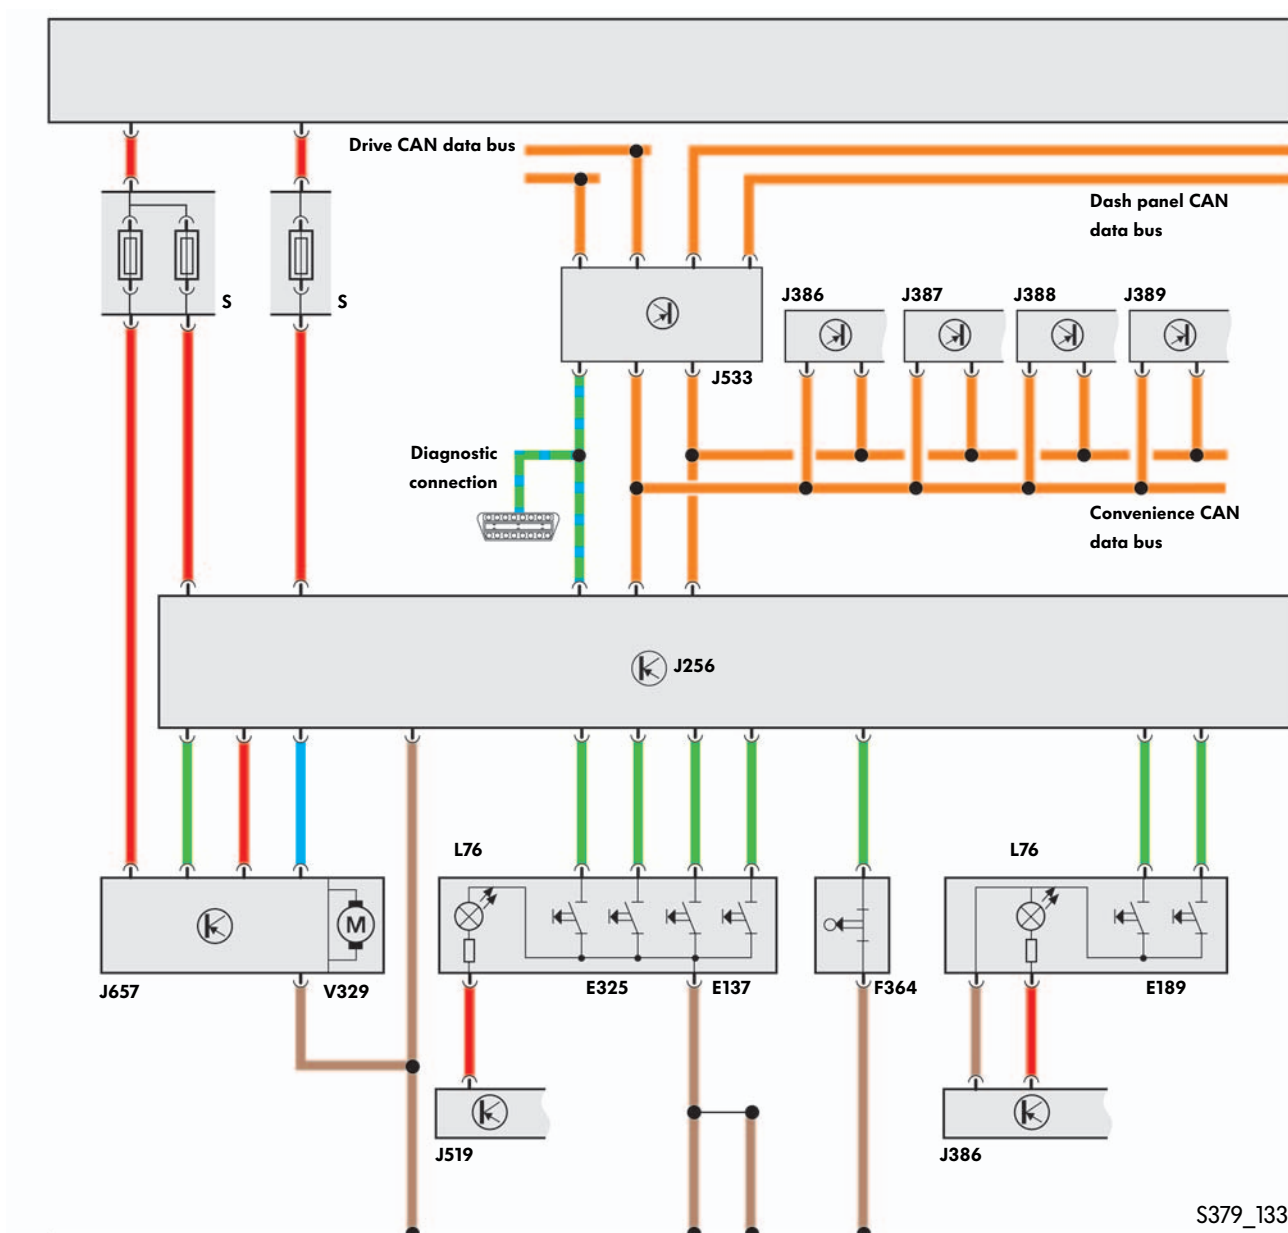 Drive CAN data bus
Dash panel CAN
data bus
S
S
J386
J387
J388
J389
J533
Diagnostic
connection
Convenience CAN
data bus
J256
L76
L76
M
J657
V329
E325
E137
F364
E189
J519
J386
S379_133